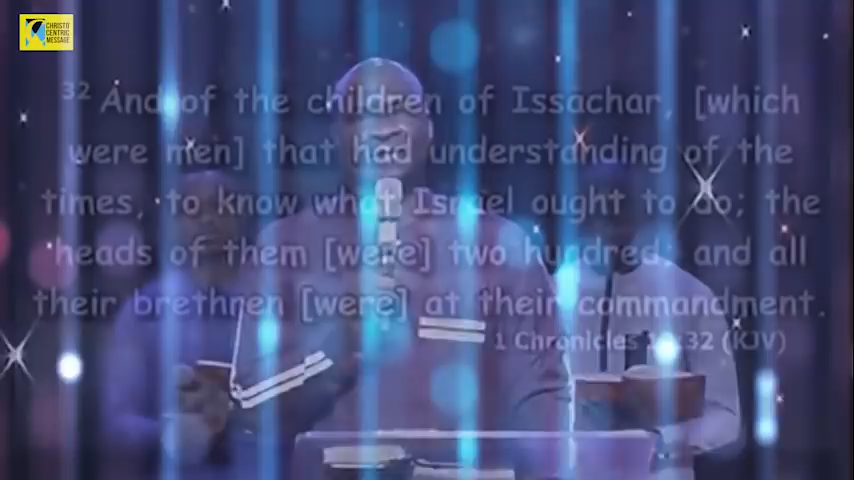 CHRISTO
CENTRIC
MESSAGE
32 And of the children of Issachar, [which
were men] that had understanding of the
times, to know what Israel ought to do; the
heads of them [were] two hundred; and all
their brethren [were] at their commandment.
1 Chronicles 12:32 (KJV)